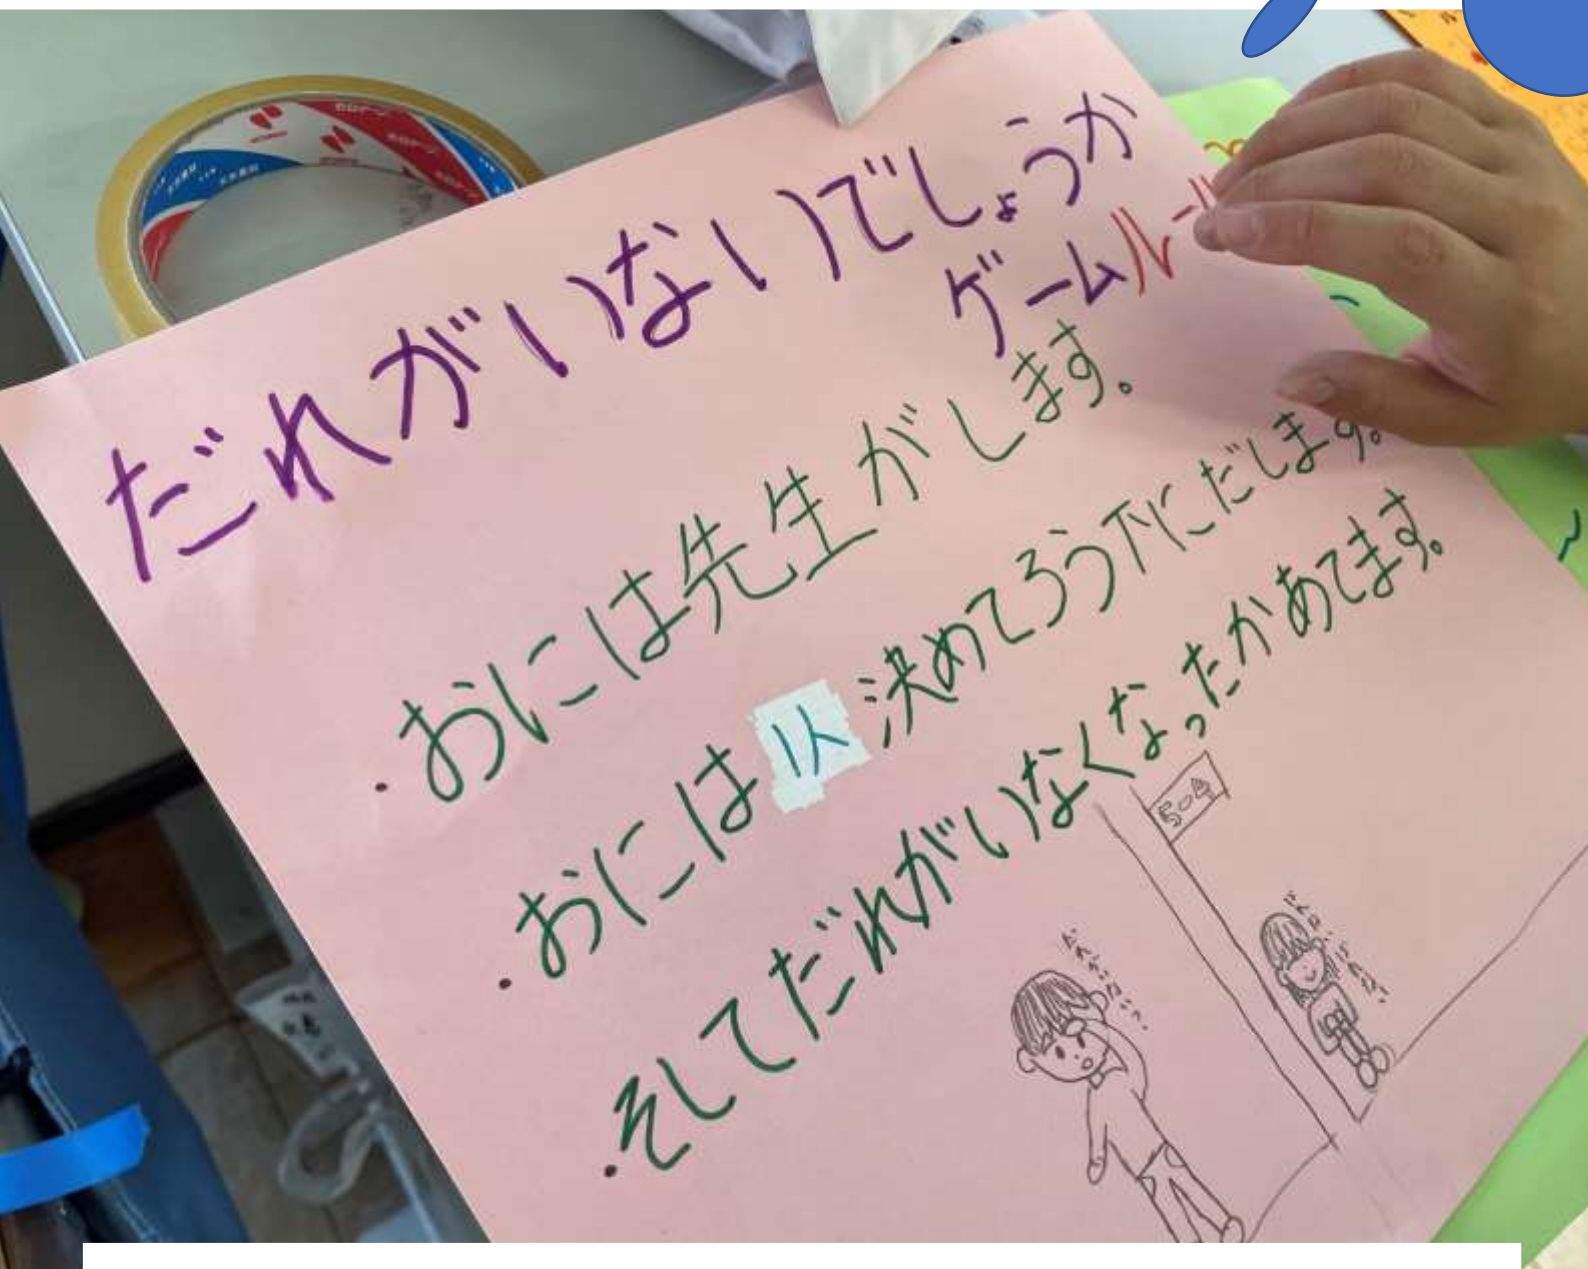 だれがいないでしょうか
ゲームルール
・おには先生がします。
・おには1人決めてろう下にだします。
・そしてだれがいなくなったかあてます。
504